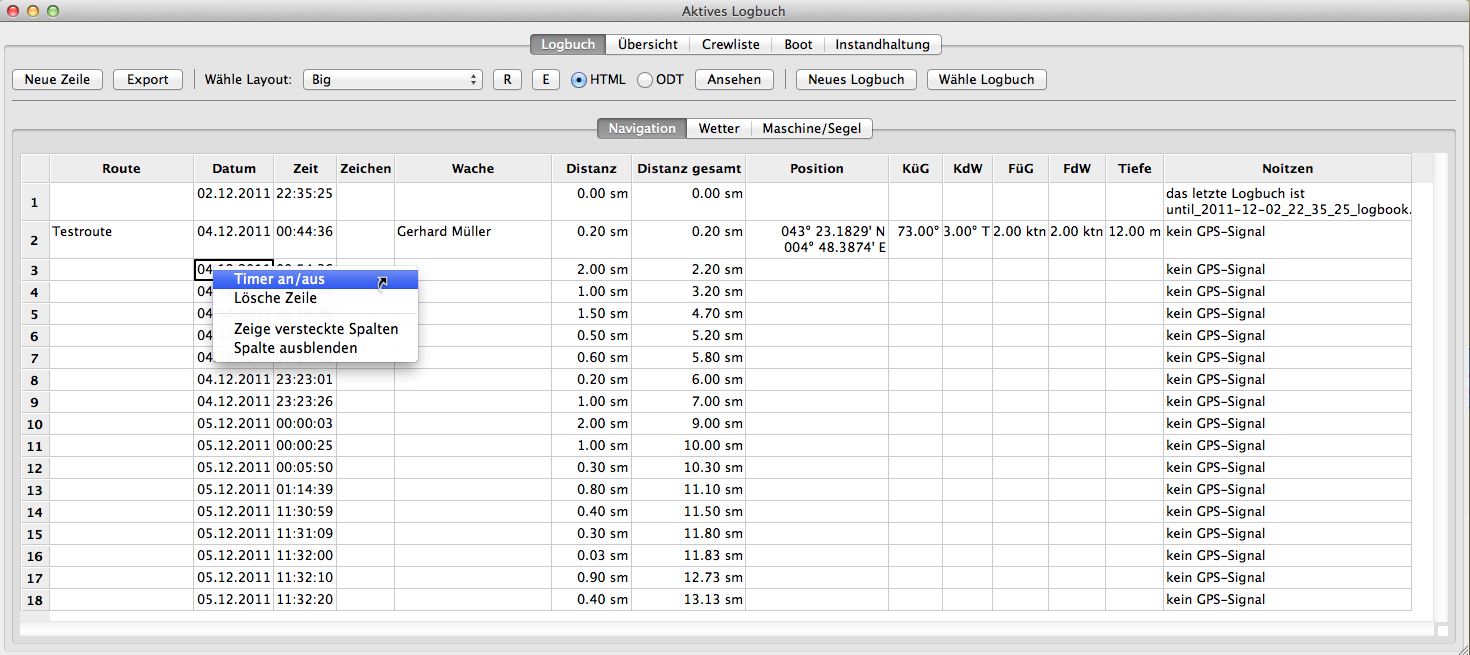 Aktives Logbuch
Logbuch Übersicht Crewliste Boot Instandhaltung
Neue Zeile Export Wähle Layout: Big R E HTML ODT Ansehen Neues Logbuch Wähle Logbuch
Navigation Wetter Maschine/Segel
Route Datum Zeit Zeichen Wache Distanz Distanz gesamt Position KüG KdW FüG FdW Tiefe Noitzen
1 02.12.2011 22:35:25 0.00 sm 0.00 sm das letzte Logbuch ist
until_2011-12-02_22_35_25_logbook.
2 Testroute 04.12.2011 00:44:36 Gerhard Müller 0.20 sm 0.20 sm 043° 23.1829' N 73.00° 3.00° T 2.00 ktn 2.00 ktn 12.00 m kein GPS-Signal
004° 48.3874' E
3 04 2.00 sm 2.20 sm kein GPS-Signal
Timer an/aus
4 04 1.00 sm 3.20 sm kein GPS-Signal
Lösche Zeile
5 04 1.50 sm 4.70 sm kein GPS-Signal
Zeige versteckte Spalten
6 04 0.50 sm 5.20 sm kein GPS-Signal
Spalte ausblenden
7 04 0.60 sm 5.80 sm kein GPS-Signal
8 04.12.2011 23:23:01 0.20 sm 6.00 sm kein GPS-Signal
9 04.12.2011 23:23:26 1.00 sm 7.00 sm kein GPS-Signal
10 05.12.2011 00:00:03 2.00 sm 9.00 sm kein GPS-Signal
11 05.12.2011 00:00:25 1.00 sm 10.00 sm kein GPS-Signal
12 05.12.2011 00:05:50 0.30 sm 10.30 sm kein GPS-Signal
13 05.12.2011 01:14:39 0.80 sm 11.10 sm kein GPS-Signal
14 05.12.2011 11:30:59 0.40 sm 11.50 sm kein GPS-Signal
15 05.12.2011 11:31:09 0.30 sm 11.80 sm kein GPS-Signal
16 05.12.2011 11:32:00 0.03 sm 11.83 sm kein GPS-Signal
17 05.12.2011 11:32:10 0.90 sm 12.73 sm kein GPS-Signal
18 05.12.2011 11:32:20 0.40 sm 13.13 sm kein GPS-Signal